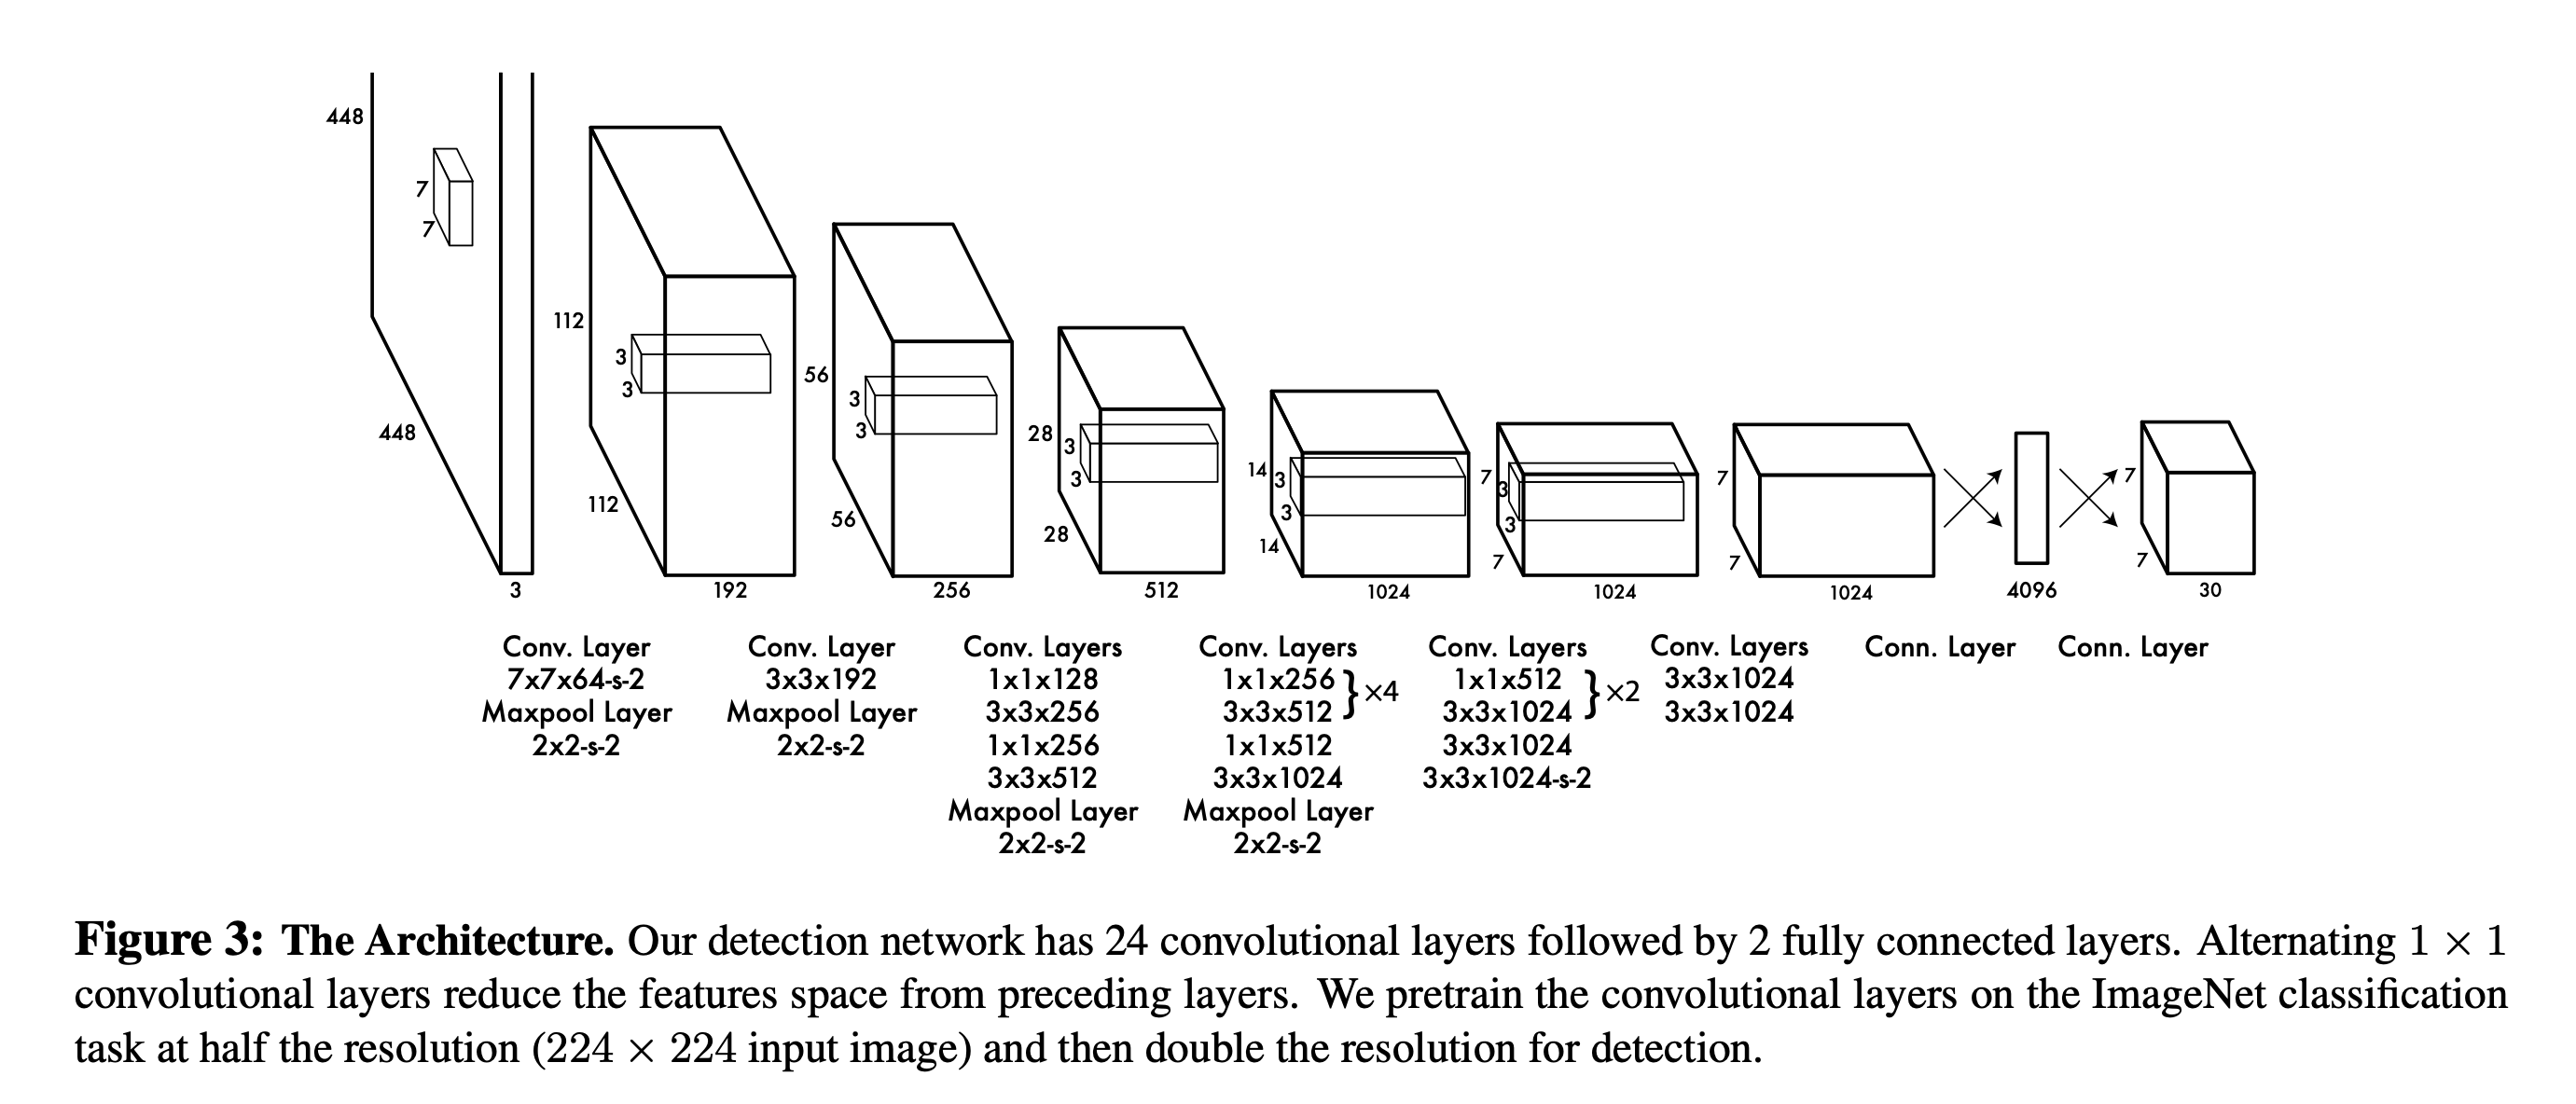 448
7
7
448
3
112
3
3
112
192
56
3
3
56
256
28
3
3
28
512
14
3
3
14
1024
7
3
3
7
1024
7
7
1024
4096
7
7
30
Conv. Layer
7x7x64-s-2
Maxpool Layer
2x2-s-2
Conv. Layer
3x3x192
Maxpool Layer
2x2-s-2
Conv. Layers
1x1x128
3x3x256
1x1x256
3x3x512
Maxpool Layer
2x2-s-2
Conv. Layers
1x1x256
3x3x512
}×4
1x1x512
3x3x1024
Maxpool Layer
2x2-s-2
Conv. Layers
1x1x512
3x3x1024
}×2
3x3x1024
3x3x1024-s-2
Conv. Layers
3x3x1024
3x3x1024
Conn. Layer
Conn. Layer
Figure 3: The Architecture. Our detection network has 24 convolutional layers followed by 2 fully connected layers. Alternating 1 × 1
convolutional layers reduce the features space from preceding layers. We pretrain the convolutional layers on the ImageNet classification
task at half the resolution (224 × 224 input image) and then double the resolution for detection.